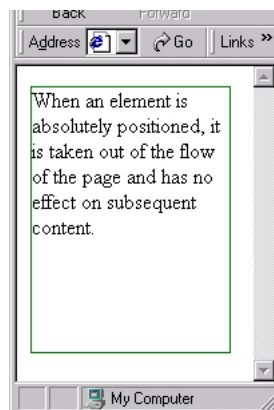 Back Forward
Address Go Links »
When an element is
absolutely positioned, it
is taken out of the flow
of the page and has no
effect on subsequent
content.
My Computer